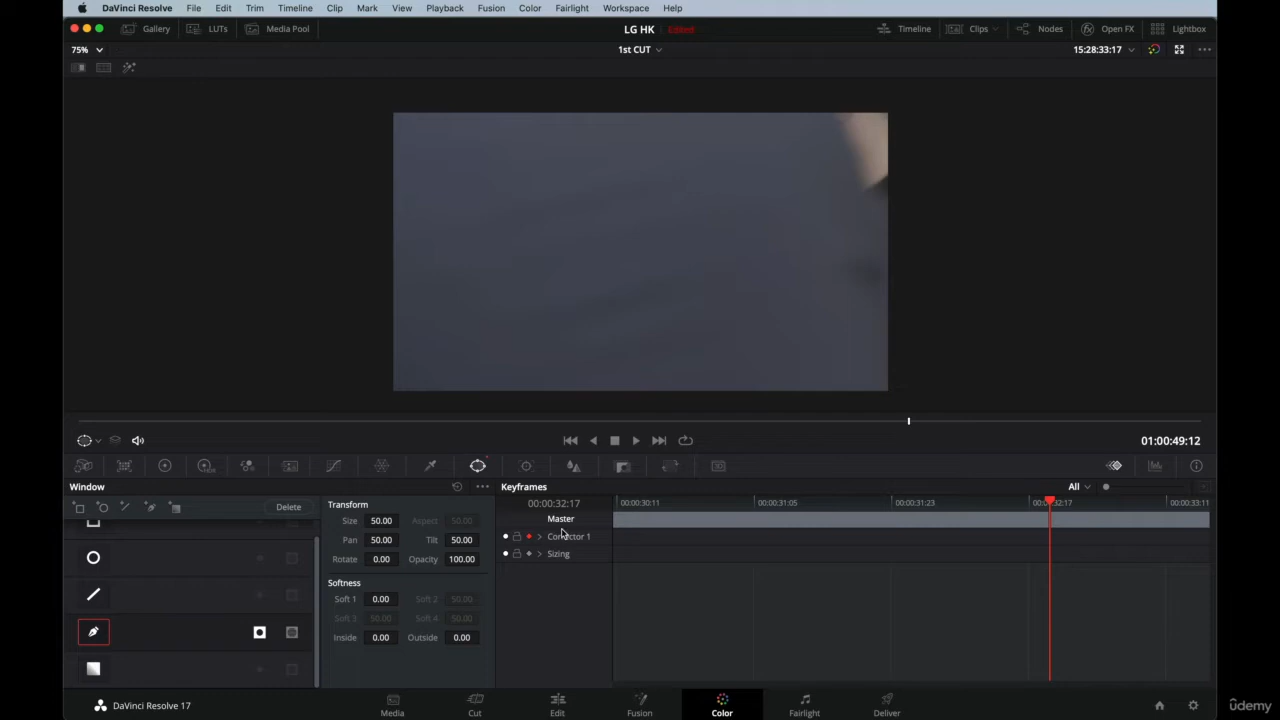 DaVinci Resolve File Edit Trim Timeline Clip Mark View Playback Fusion Color Fairlight Workspace Help
Gallery LUTs Media Pool LG HK Edited Timeline Clips Nodes Open FX Lightbox
75% 1st CUT 15:28:33:17
01:00:49:12
Window Keyframes All
00:00:32:17 00:00:30:11 00:00:31:05 00:00:31:23 00:00:32:17 00:00:33:11
Delete Transform
Master
Size 50.00 Aspect 50.00
Corrector 1
Pan 50.00 Tilt 50.00
Sizing
Rotate 0.00 Opacity 100.00
Softness
Soft 1 0.00 Soft 2 50.00
Soft 3 50.00 Soft 4 50.00
Inside 0.00 Outside 0.00
DaVinci Resolve 17 Media Cut Edit Fusion Color Fairlight Deliver
udemy